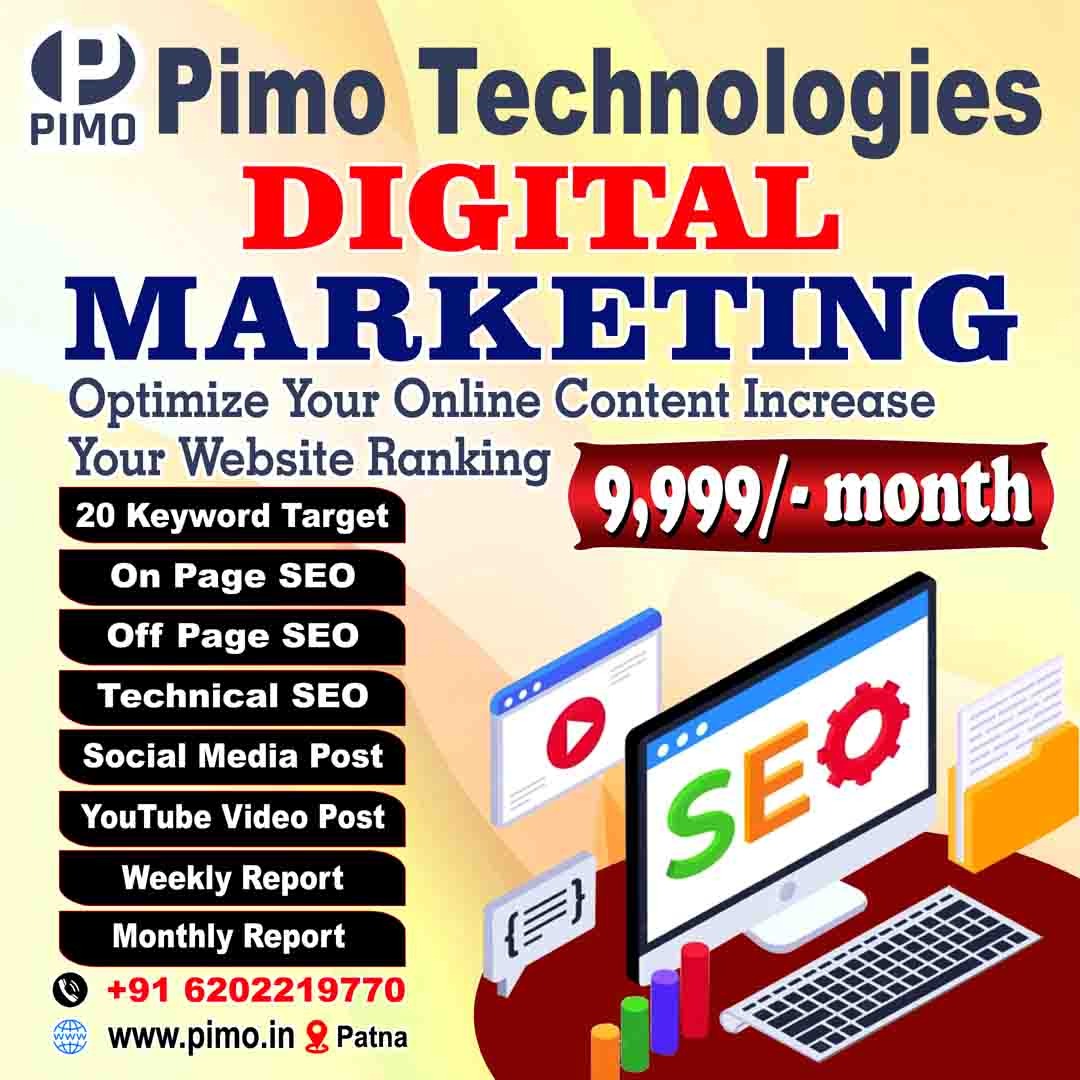 PIMO
Pimo Technologies
DIGITAL
MARKETING
Optimize Your Online Content Increase
Your Website Ranking
9,999/- month
20 Keyword Target
On Page SEO
Off Page SEO
Technical SEO
Social Media Post
YouTube Video Post
Weekly Report
Monthly Report
+91 6202219770
www www.pimo.in Patna
SEO